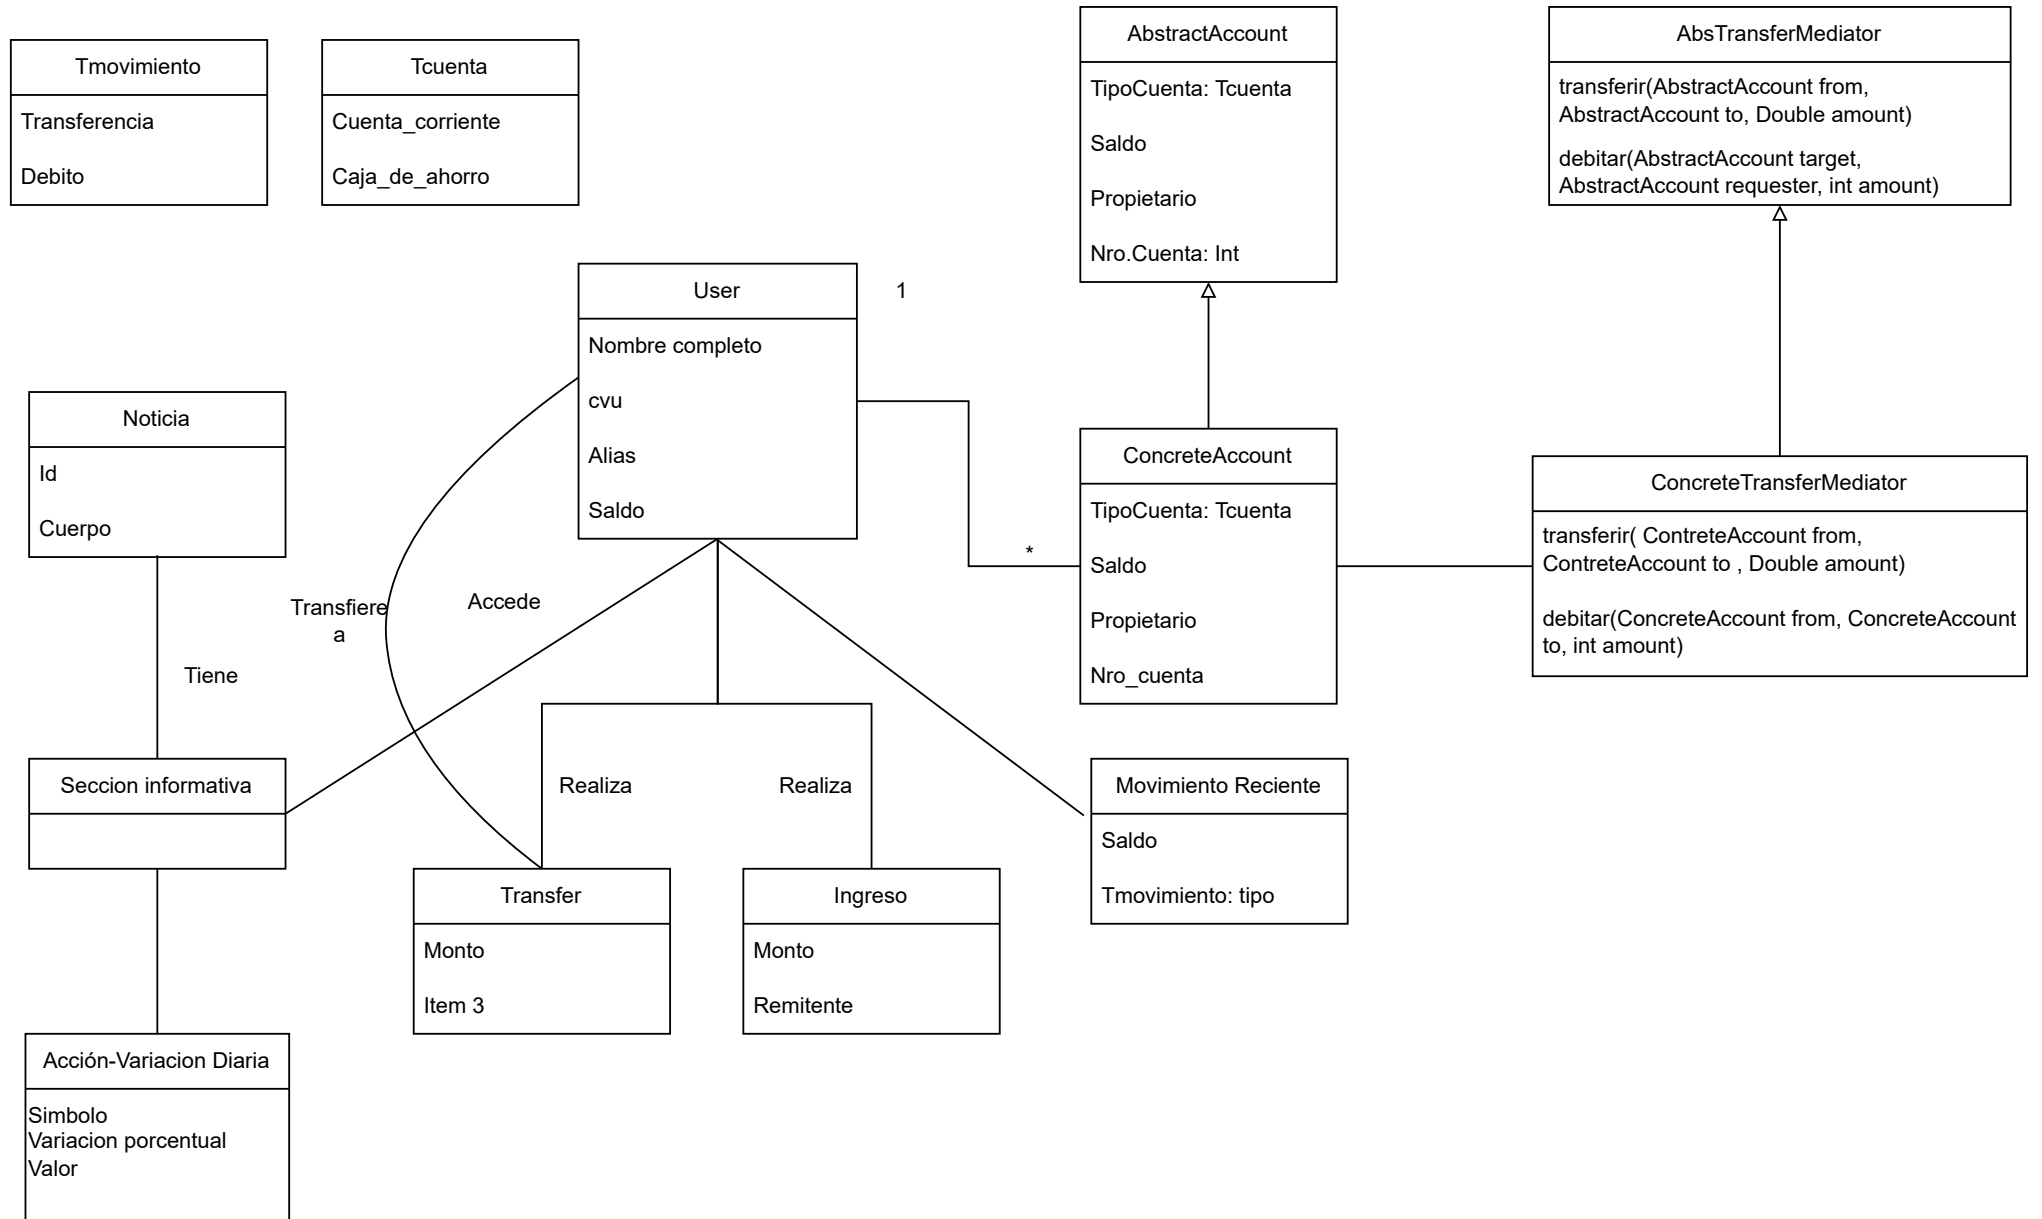 Tmovimiento
Transferencia
Debito
Tcuenta
Cuenta_corriente
Caja_de_ahorro
AbstractAccount
TipoCuenta: Tcuenta
Saldo
Propietario
Nro.Cuenta: Int
AbsTransferMediator
transferir(AbstractAccount from,
AbstractAccount to, Double amount)
debitar(AbstractAccount target,
AbstractAccount requester, int amount)
User
Nombre completo
cvu
Alias
Saldo
1
*
Noticia
Id
Cuerpo
ConcreteAccount
TipoCuenta: Tcuenta
Saldo
Propietario
Nro_cuenta
ConcreteTransferMediator
transferir( ContreteAccount from,
ContreteAccount to , Double amount)
debitar(ConcreteAccount from, ConcreteAccount
to, int amount)
Transfiere
a
Accede
Tiene
Seccion informativa
Realiza
Realiza
Movimiento Reciente
Saldo
Tmovimiento: tipo
Transfer
Monto
Item 3
Ingreso
Monto
Remitente
Acción-Variacion Diaria
Simbolo
Variacion porcentual
Valor